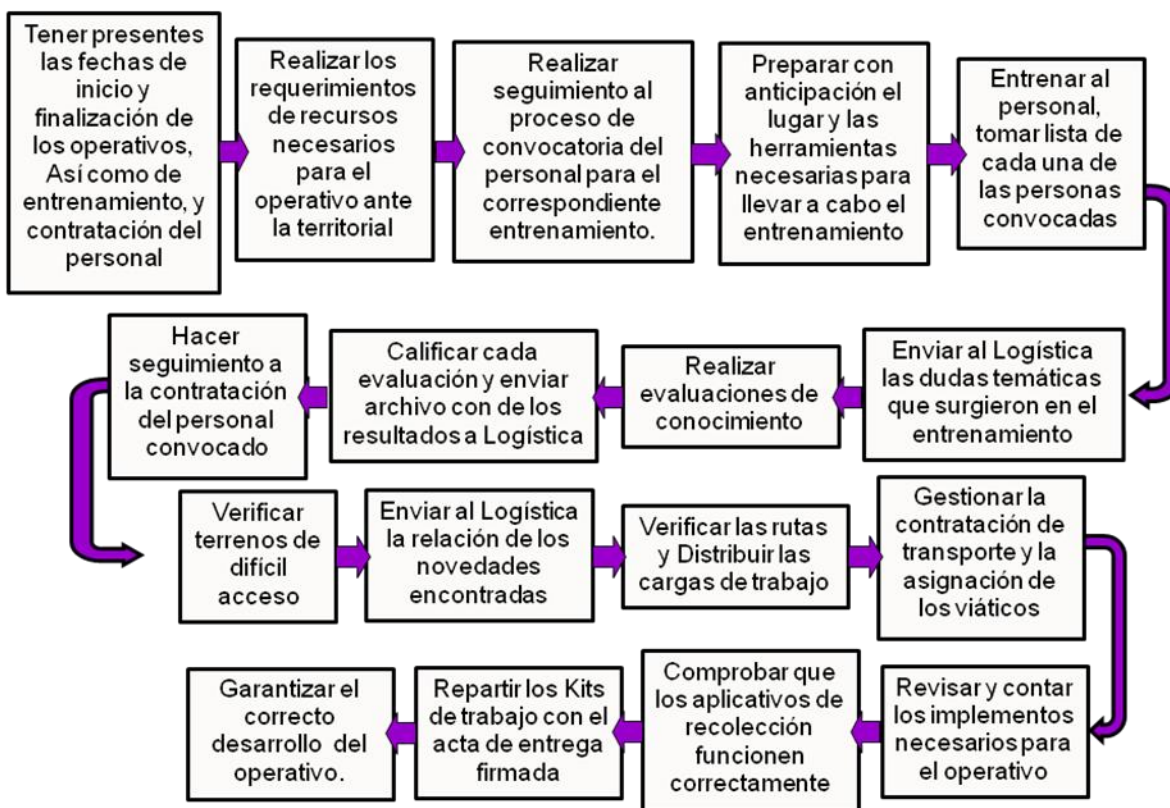 Tener presentes
las fechas de
inicio y
finalización de
los operativos,
Así como de
entrenamiento, y
contratación del
personal
Realizar los
requerimientos
de recursos
necesarios
para el
operativo ante
la territorial
Realizar
seguimiento al
proceso de
convocatoria del
personal para el
correspondiente
entrenamiento.
Preparar con
anticipación el
lugar y las
herramientas
necesarias para
llevar a cabo el
entrenamiento
Entrenar al
personal,
tomar lista de
cada una de
las personas
convocadas
Enviar al Logística
las dudas temáticas
que surgieron en el
entrenamiento
Realizar
evaluaciones de
conocimiento
Calificar cada
evaluación y enviar
archivo con de los
resultados a Logística
Hacer
seguimiento a
la contratación
del personal
convocado
Verificar
terrenos de
difícil
acceso
Enviar al Logística
la relación de los
novedades
encontradas
Verificar las rutas
y Distribuir las
cargas de trabajo
Gestionar la
contratación de
transporte y la
asignación de
los viáticos
Revisar y contar
los implementos
necesarios para
el operativo
Comprobar que
los aplicativos de
recolección
funcionen
correctamente
Repartir los Kits
de trabajo con el
acta de entrega
firmada
Garantizar el
correcto
desarrollo del
operativo.